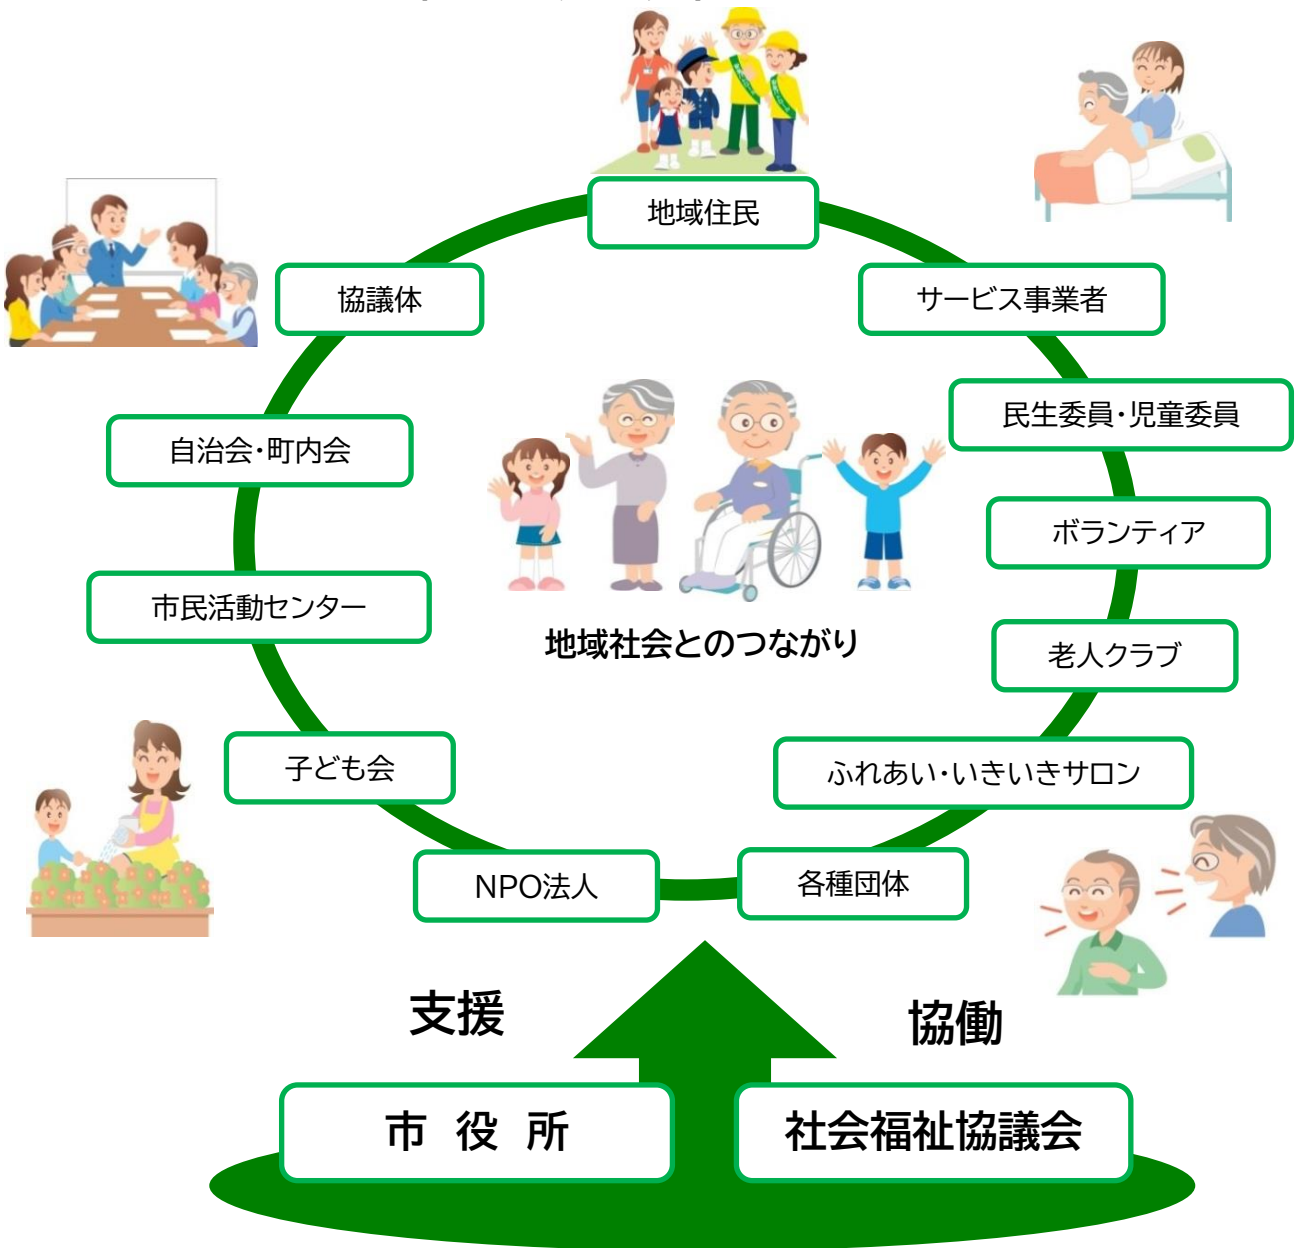 地域住民
協議体
サービス事業者
民生委員・児童委員
自治会・町内会
ボランティア
市民活動センター
地域社会とのつながり
老人クラブ
子ども会
ふれあい・いきいきサロン
NPO法人
各種団体
支援
協働
市 役 所
社会福祉協議会